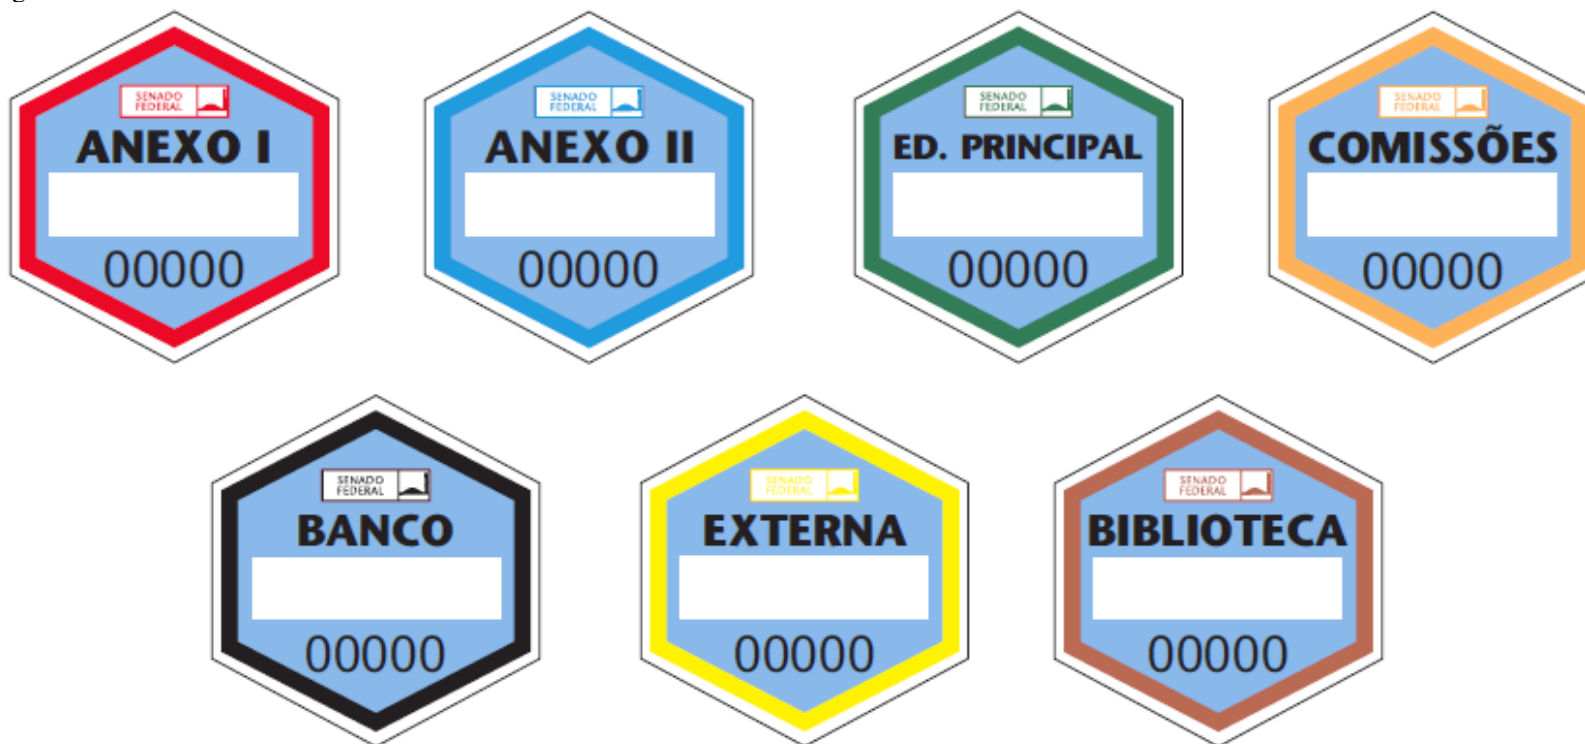 SENADO
FEDERAL
ANEXO I
00000
SENADO
FEDERAL
ANEXO II
00000
SENADO
FEDERAL
ED. PRINCIPAL
00000
SENADO
FEDERAL
COMISSÕES
00000
SENADO
FEDERAL
BANCO
00000
SENADO
FEDERAL
EXTERNA
00000
SENADO
FEDERAL
BIBLIOTECA
00000